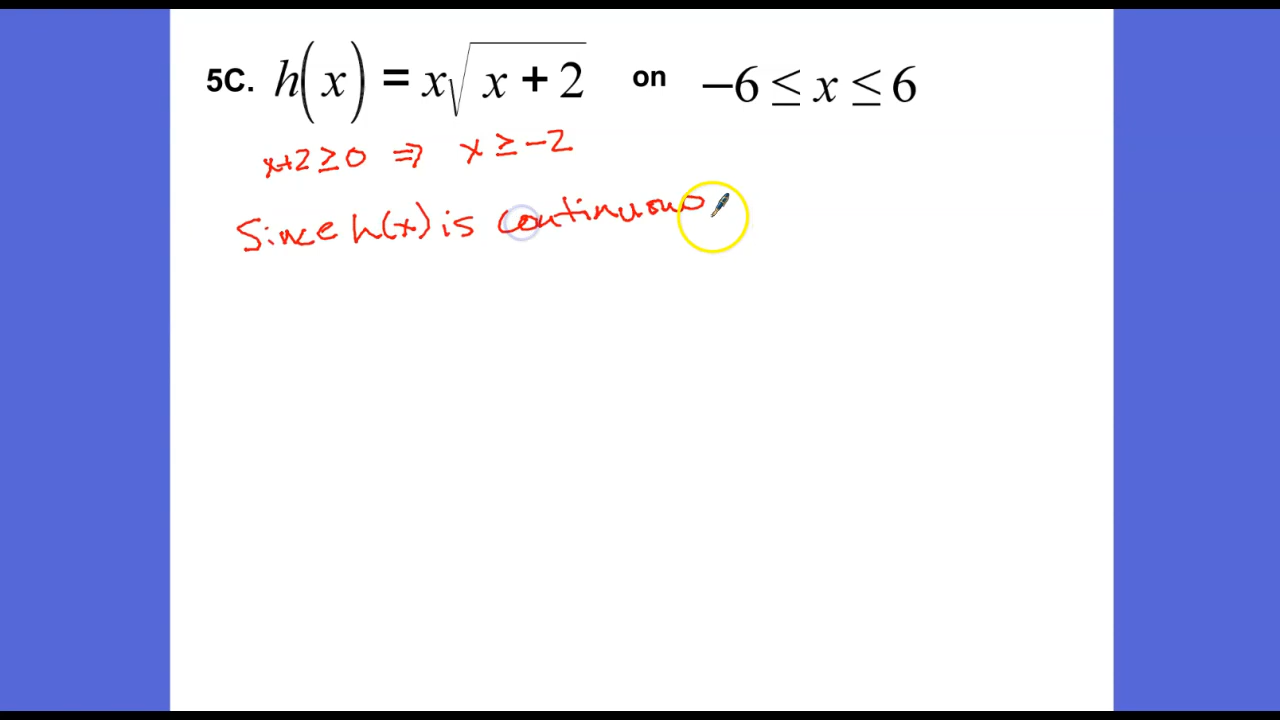 5C. h(x) = x√(x + 2) on −6 ≤ x ≤ 6
x+2 ≥ 0 ⇒ x ≥ −2
Since h(x) is continuous